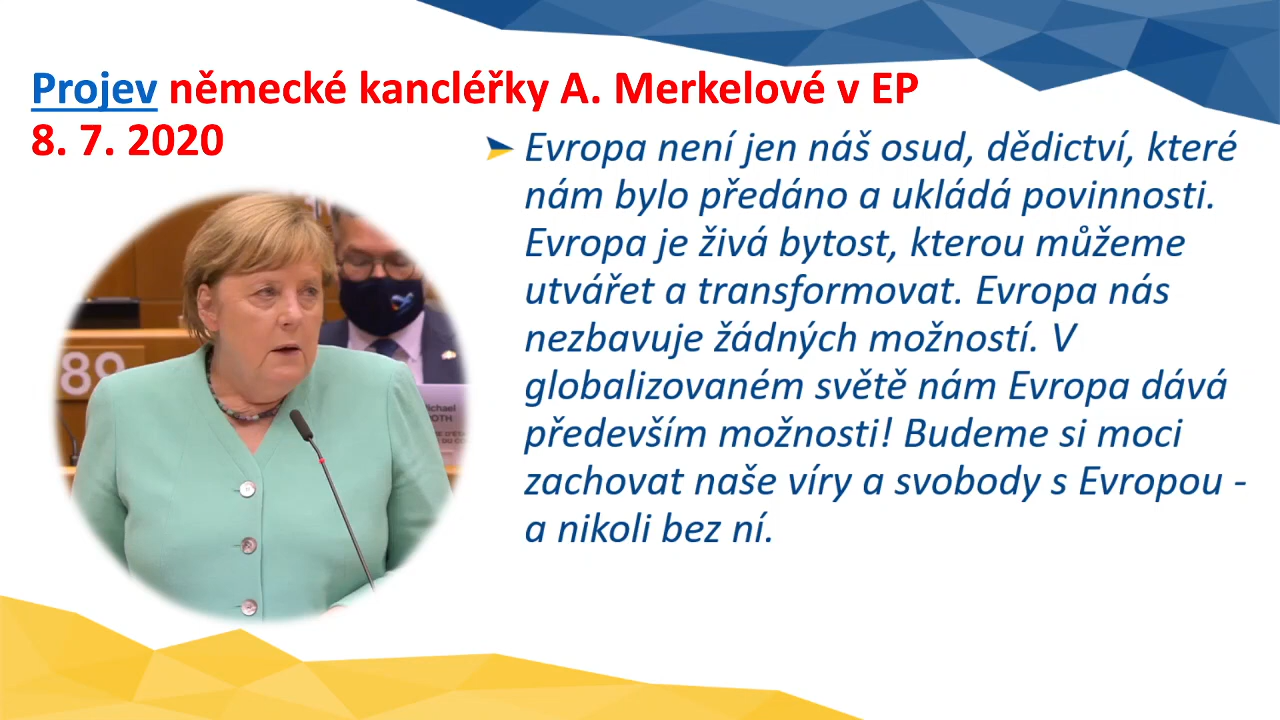 Projev německé kancléřky A. Merkelové v EP
8. 7. 2020
Evropa není jen náš osud, dědictví, které
nám bylo předáno a ukládá povinnosti.
Evropa je živá bytost, kterou můžeme
utvářet a transformovat. Evropa nás
nezbavuje žádných možností. V
globalizovaném světě nám Evropa dává
především možnosti! Budeme si moci
zachovat naše víry a svobody s Evropou -
a nikoli bez ní.
89